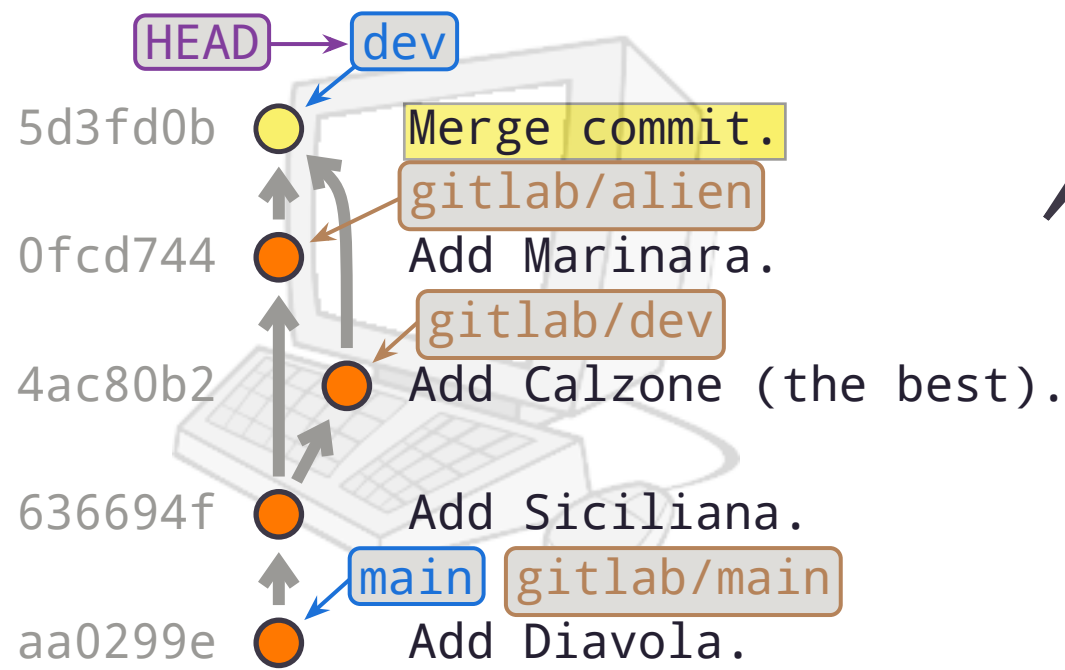 HEAD dev
5d3fd0b Merge commit.
gitlab/alien
0fcd744 Add Marinara.
gitlab/dev
4ac80b2 Add Calzone (the best).
636694f Add Siciliana.
main gitlab/main
aa0299e Add Diavola.